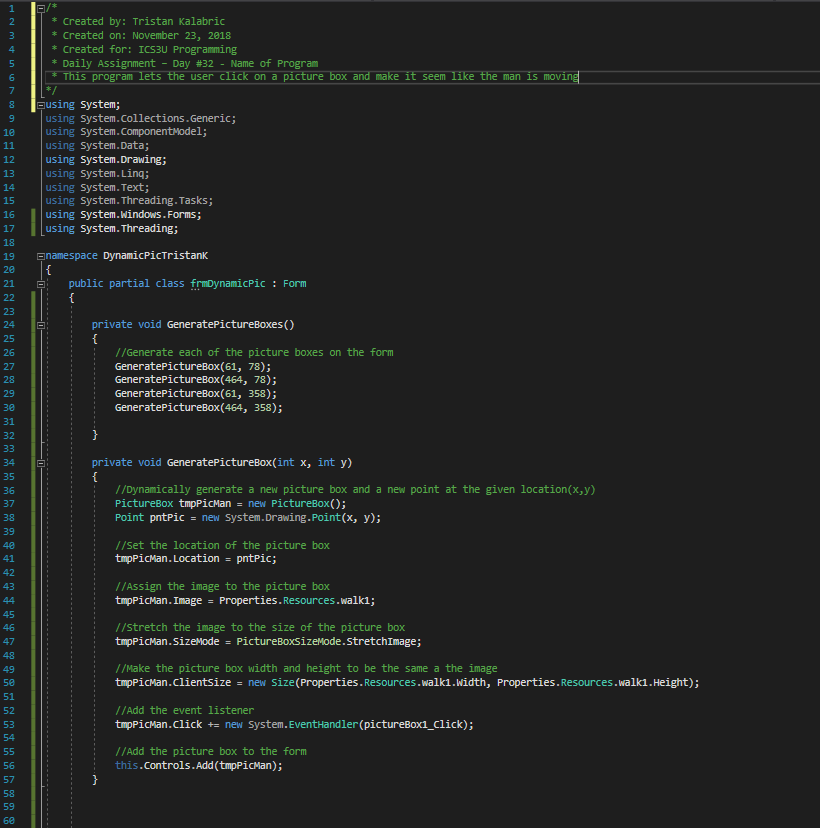 1 /*
2  * Created by: Tristan Kalabric
3  * Created on: November 23, 2018
4  * Created for: ICS3U Programming
5  * Daily Assignment – Day #32 - Name of Program
6  * This program lets the user click on a picture box and make it seem like the man is moving
7 */
8 using System;
9 using System.Collections.Generic;
10 using System.ComponentModel;
11 using System.Data;
12 using System.Drawing;
13 using System.Linq;
14 using System.Text;
15 using System.Threading.Tasks;
16 using System.Windows.Forms;
17 using System.Threading;
18
19 namespace DynamicPicTristanK
20 {
21     public partial class frmDynamicPic : Form
22     {
23
24         private void GeneratePictureBoxes()
25         {
26             //Generate each of the picture boxes on the form
27             GeneratePictureBox(61, 78);
28             GeneratePictureBox(464, 78);
29             GeneratePictureBox(61, 358);
30             GeneratePictureBox(464, 358);
31
32         }
33
34         private void GeneratePictureBox(int x, int y)
35         {
36             //Dynamically generate a new picture box and a new point at the given location(x,y)
37             PictureBox tmpPicMan = new PictureBox();
38             Point pntPic = new System.Drawing.Point(x, y);
39
40             //Set the location of the picture box
41             tmpPicMan.Location = pntPic;
42
43             //Assign the image to the picture box
44             tmpPicMan.Image = Properties.Resources.walk1;
45
46             //Stretch the image to the size of the picture box
47             tmpPicMan.SizeMode = PictureBoxSizeMode.StretchImage;
48
49             //Make the picture box width and height to be the same a the image
50             tmpPicMan.ClientSize = new Size(Properties.Resources.walk1.Width, Properties.Resources.walk1.Height);
51
52             //Add the event listener
53             tmpPicMan.Click += new System.EventHandler(pictureBox1_Click);
54
55             //Add the picture box to the form
56             this.Controls.Add(tmpPicMan);
57         }
58
59
60